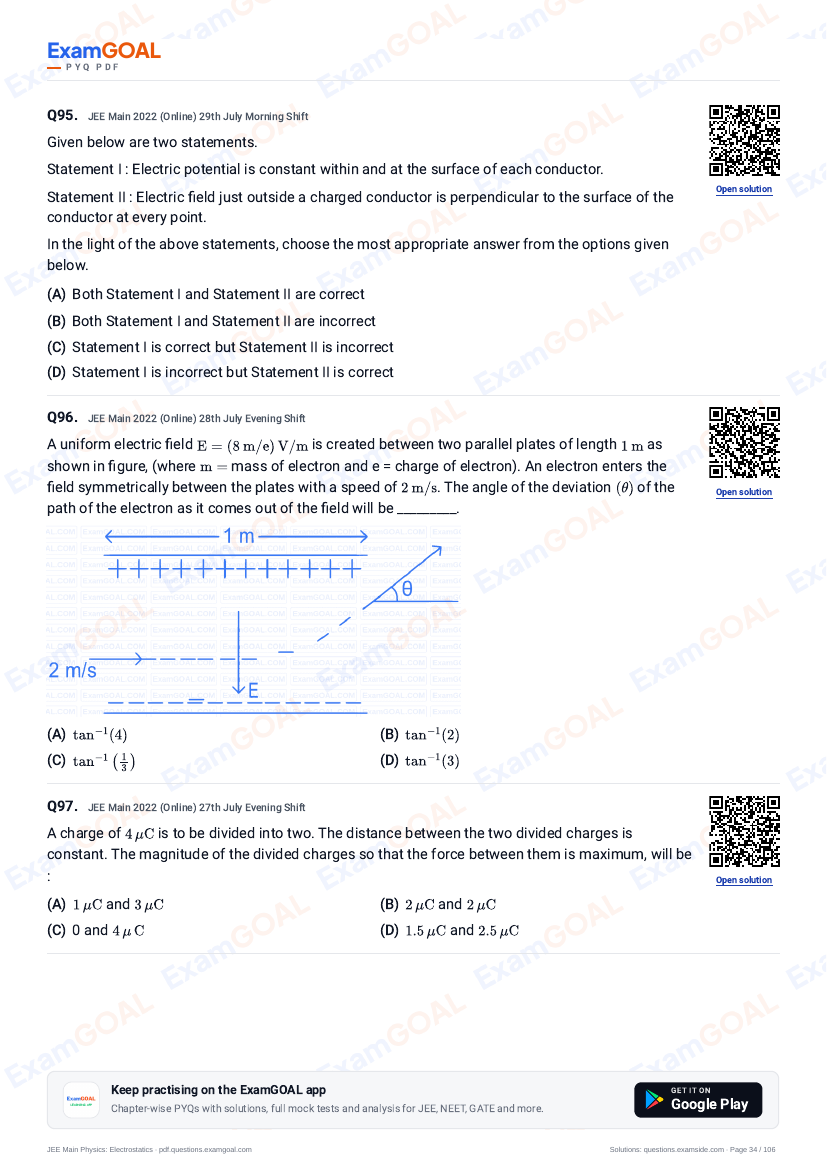 ExamGOAL
PYQ PDF
Q95. JEE Main 2022 (Online) 29th July Morning Shift
Given below are two statements.
Statement I : Electric potential is constant within and at the surface of each conductor.
Statement II : Electric field just outside a charged conductor is perpendicular to the surface of the
conductor at every point.
In the light of the above statements, choose the most appropriate answer from the options given
below.
(A) Both Statement I and Statement II are correct
(B) Both Statement I and Statement II are incorrect
(C) Statement I is correct but Statement II is incorrect
(D) Statement I is incorrect but Statement II is correct
Open solution
Q96. JEE Main 2022 (Online) 28th July Evening Shift
A uniform electric field E = (8 m/e) V/m is created between two parallel plates of length 1 m as
shown in figure, (where m = mass of electron and e = charge of electron). An electron enters the
field symmetrically between the plates with a speed of 2 m/s. The angle of the deviation (θ) of the
path of the electron as it comes out of the field will be _________.
Open solution
1 m
θ
2 m/s
E
(A) tan⁻¹(4)
(B) tan⁻¹(2)
(C) tan⁻¹(1/3)
(D) tan⁻¹(3)
Q97. JEE Main 2022 (Online) 27th July Evening Shift
A charge of 4 μC is to be divided into two. The distance between the two divided charges is
constant. The magnitude of the divided charges so that the force between them is maximum, will be
:
Open solution
(A) 1 μC and 3 μC
(B) 2 μC and 2 μC
(C) 0 and 4 μ C
(D) 1.5 μC and 2.5 μC
ExamGOAL
Keep practising on the ExamGOAL app
Chapter-wise PYQs with solutions, full mock tests and analysis for JEE, NEET, GATE and more.
GET IT ON
Google Play
JEE Main Physics: Electrostatics · pdf.questions.examgoal.com
Solutions: questions.examside.com · Page 34 / 106